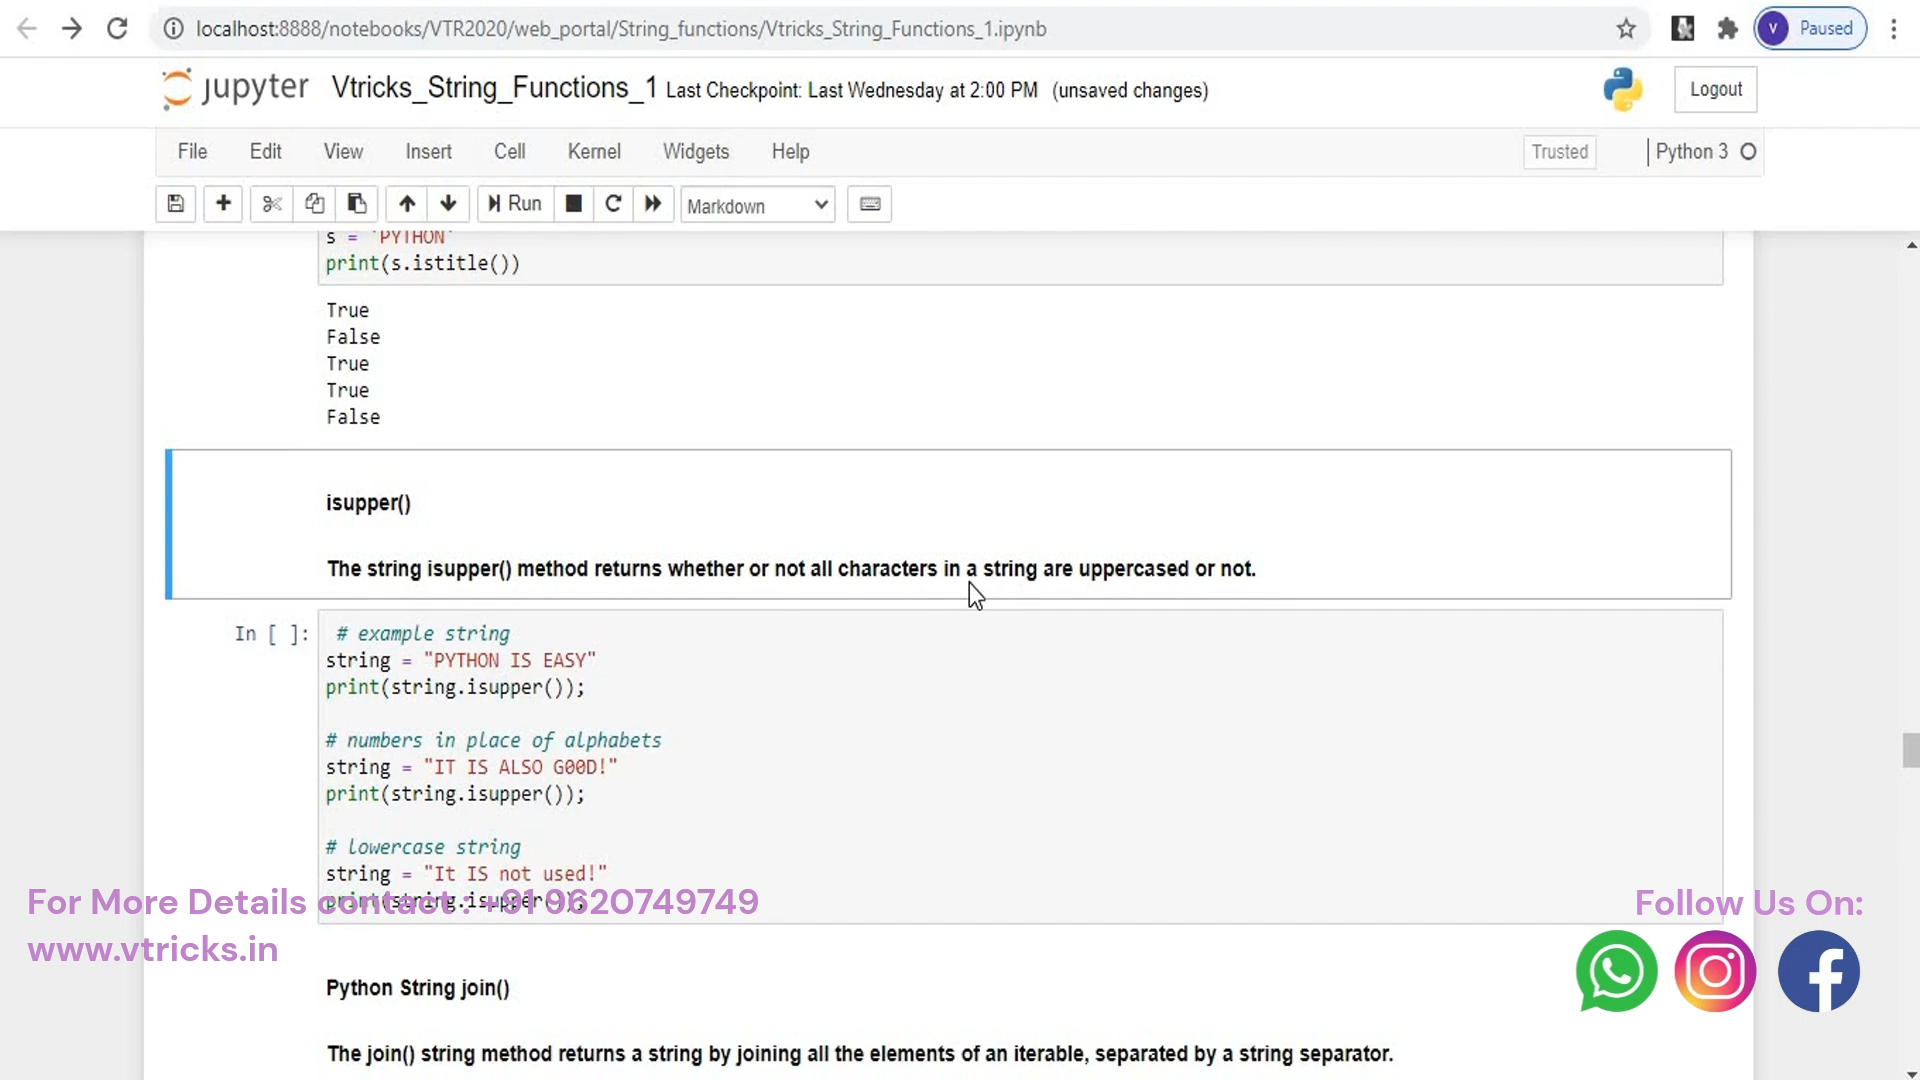 localhost:8888/notebooks/VTR2020/web_portal/String_functions/Vtricks_String_Functions_1.ipynb
V Paused
jupyter Vtricks_String_Functions_1 Last Checkpoint: Last Wednesday at 2:00 PM (unsaved changes)
Logout
File Edit View Insert Cell Kernel Widgets Help
Trusted Python 3
Run Markdown
s = 'PYTHON'
print(s.istitle())
True
False
True
True
False
isupper()
The string isupper() method returns whether or not all characters in a string are uppercased or not.
In [ ]:
# example string
string = "PYTHON IS EASY"
print(string.isupper());
# numbers in place of alphabets
string = "IT IS ALSO G00D!"
print(string.isupper());
# lowercase string
string = "It IS not used!"
print(string.isupper());
For More Details contact : +91 9620749749
www.vtricks.in
Follow Us On:
Python String join()
The join() string method returns a string by joining all the elements of an iterable, separated by a string separator.